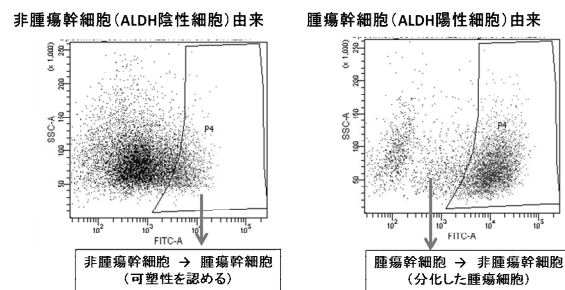 非腫瘍幹細胞（ALDH陰性細胞）由来
腫瘍幹細胞（ALDH陽性細胞）由来
(x 1,000)
250
200
150
100
50
SSC-A
P4
10²
10³
10⁴
10⁵
FITC-A
(x 1,000)
250
200
150
100
50
SSC-A
P4
10²
10³
10⁴
10⁵
FITC-A
非腫瘍幹細胞 → 腫瘍幹細胞
（可塑性を認める）
腫瘍幹細胞 → 非腫瘍幹細胞
（分化した腫瘍細胞）